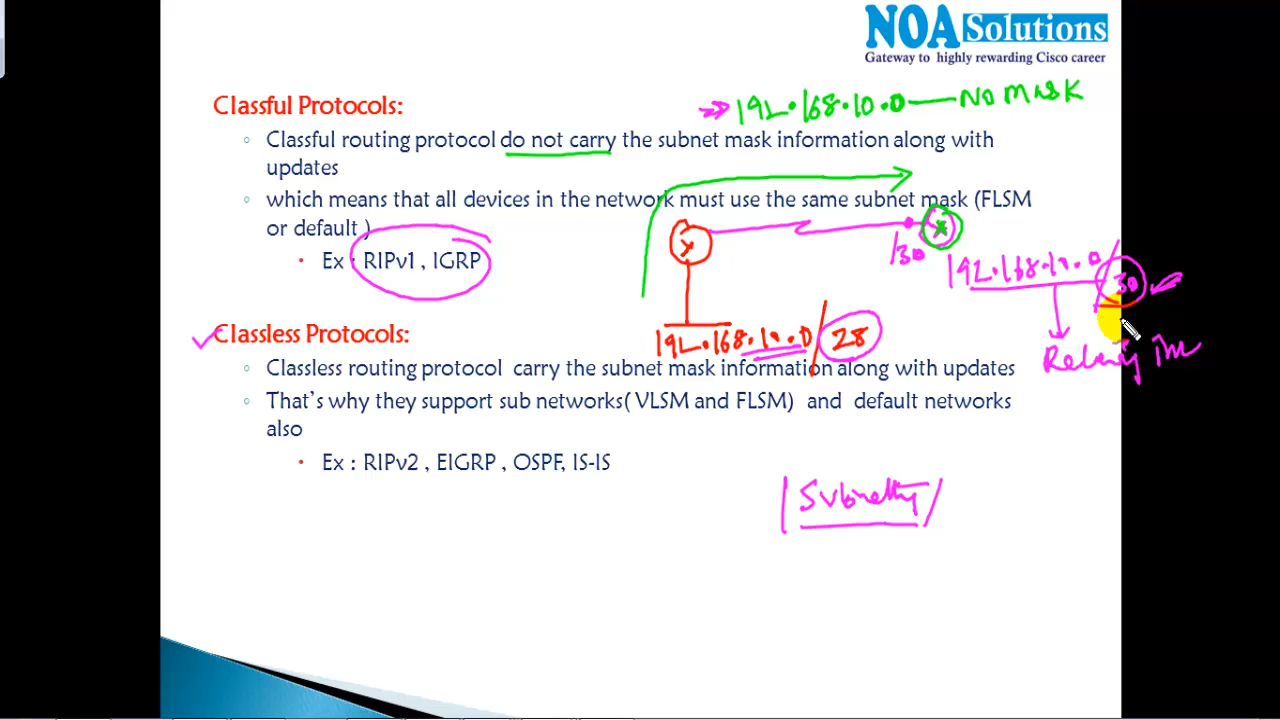 NOA Solutions
Gateway to highly rewarding Cisco career
Classful Protocols:
192.168.10.0 — No Mask
Classful routing protocol do not carry the subnet mask information along with
updates
which means that all devices in the network must use the same subnet mask (FLSM
or default )
Ex : RIPv1 , IGRP
/30
192.168.10.0/30
Classless Protocols:
192.168.10.0/28
Classless routing protocol carry the subnet mask information along with updates
That's why they support sub networks( VLSM and FLSM) and default networks
also
Ex : RIPv2 , EIGRP , OSPF, IS-IS
Subnetting